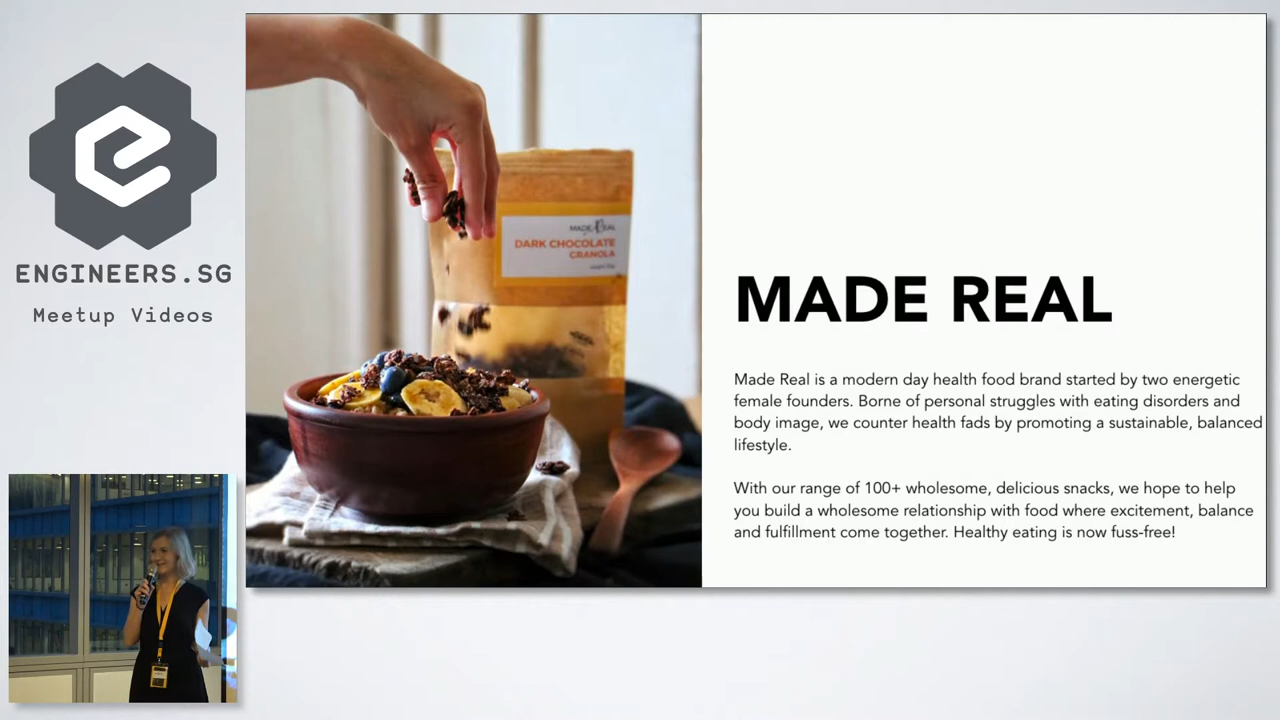 ENGINEERS.SG
Meetup Videos
MADE REAL
DARK CHOCOLATE
GRANOLA
MADE REAL
Made Real is a modern day health food brand started by two energetic
female founders. Borne of personal struggles with eating disorders and
body image, we counter health fads by promoting a sustainable, balanced
lifestyle.
With our range of 100+ wholesome, delicious snacks, we hope to help
you build a wholesome relationship with food where excitement, balance
and fulfillment come together. Healthy eating is now fuss-free!